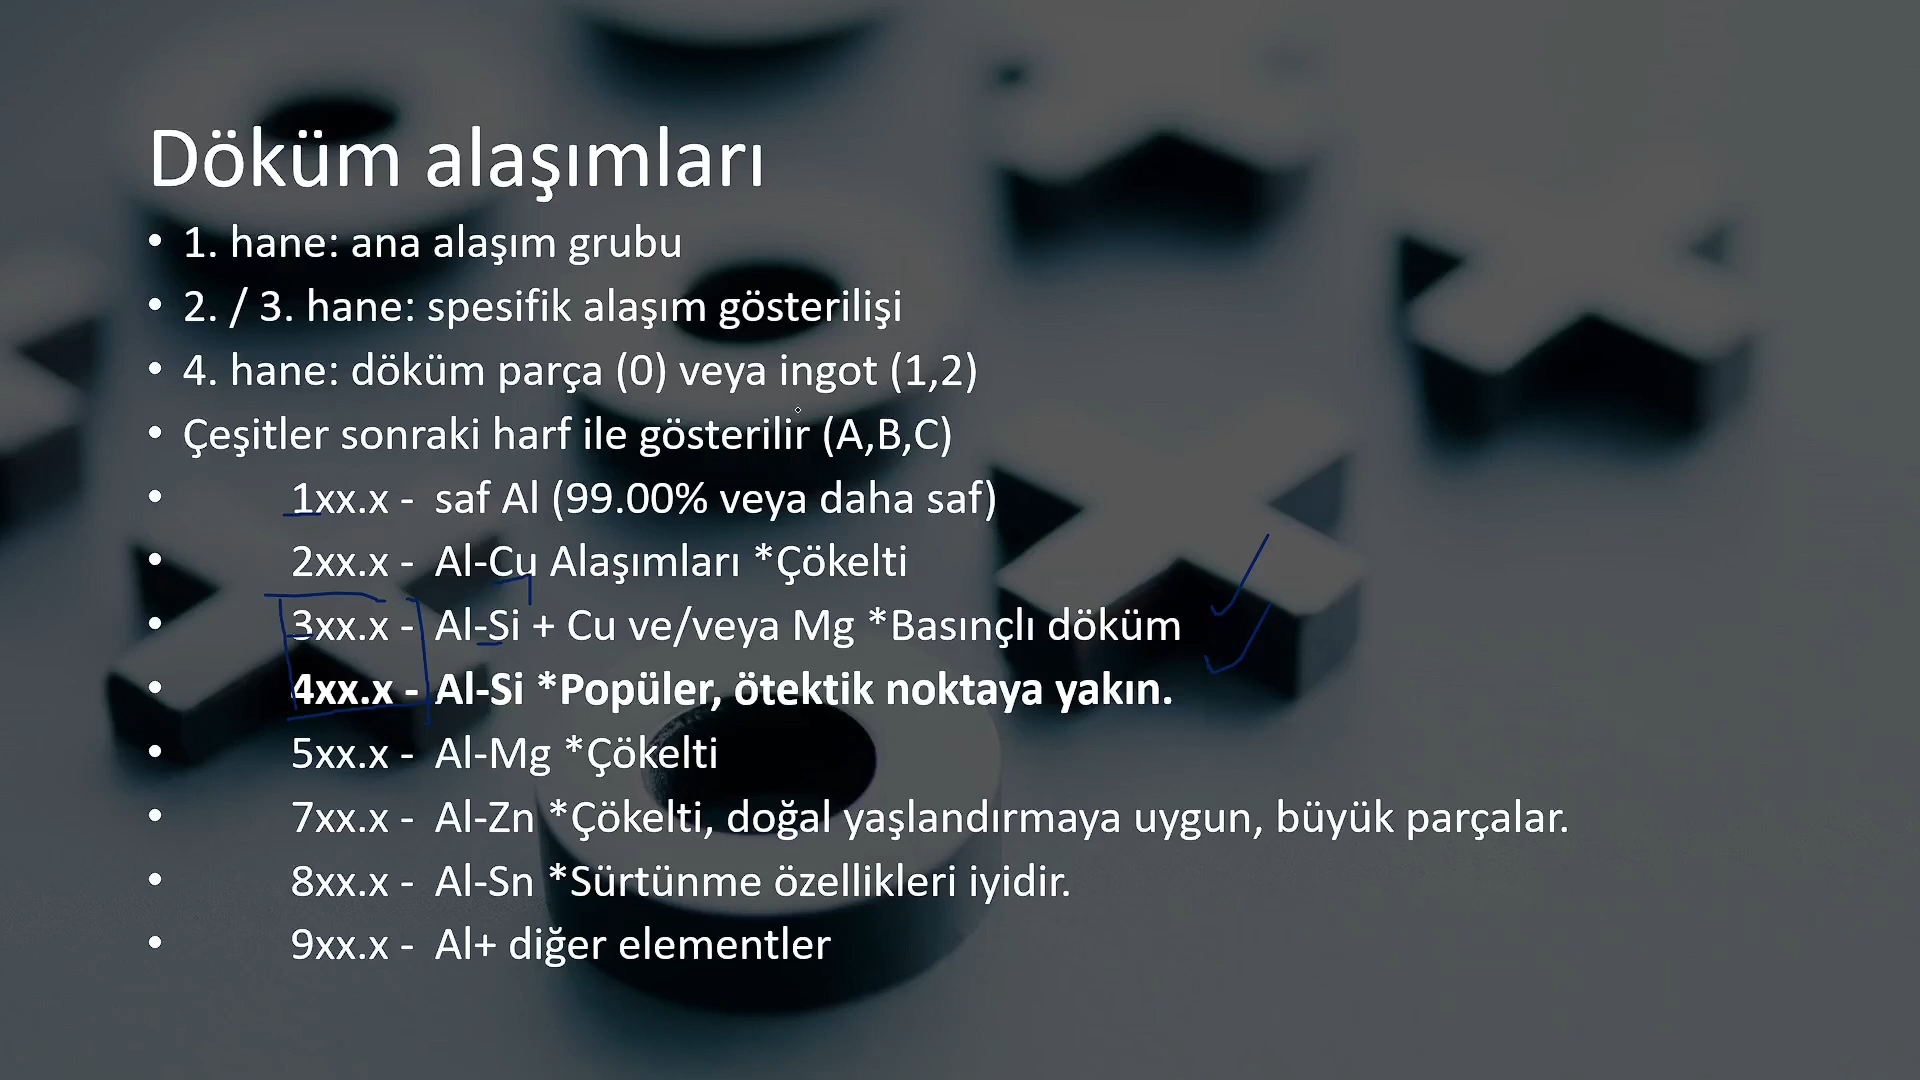 Döküm alaşımları
• 1. hane: ana alaşım grubu
• 2. / 3. hane: spesifik alaşım gösterilişi
• 4. hane: döküm parça (0) veya ingot (1,2)
• Çeşitler sonraki harf ile gösterilir (A,B,C)
• 1xx.x - saf Al (99.00% veya daha saf)
• 2xx.x - Al-Cu Alaşımları *Çökelti
• 3xx.x - Al-Si + Cu ve/veya Mg *Basınçlı döküm
• 4xx.x - Al-Si *Popüler, ötektik noktaya yakın.
• 5xx.x - Al-Mg *Çökelti
• 7xx.x - Al-Zn *Çökelti, doğal yaşlandırmaya uygun, büyük parçalar.
• 8xx.x - Al-Sn *Sürtünme özellikleri iyidir.
• 9xx.x - Al+ diğer elementler